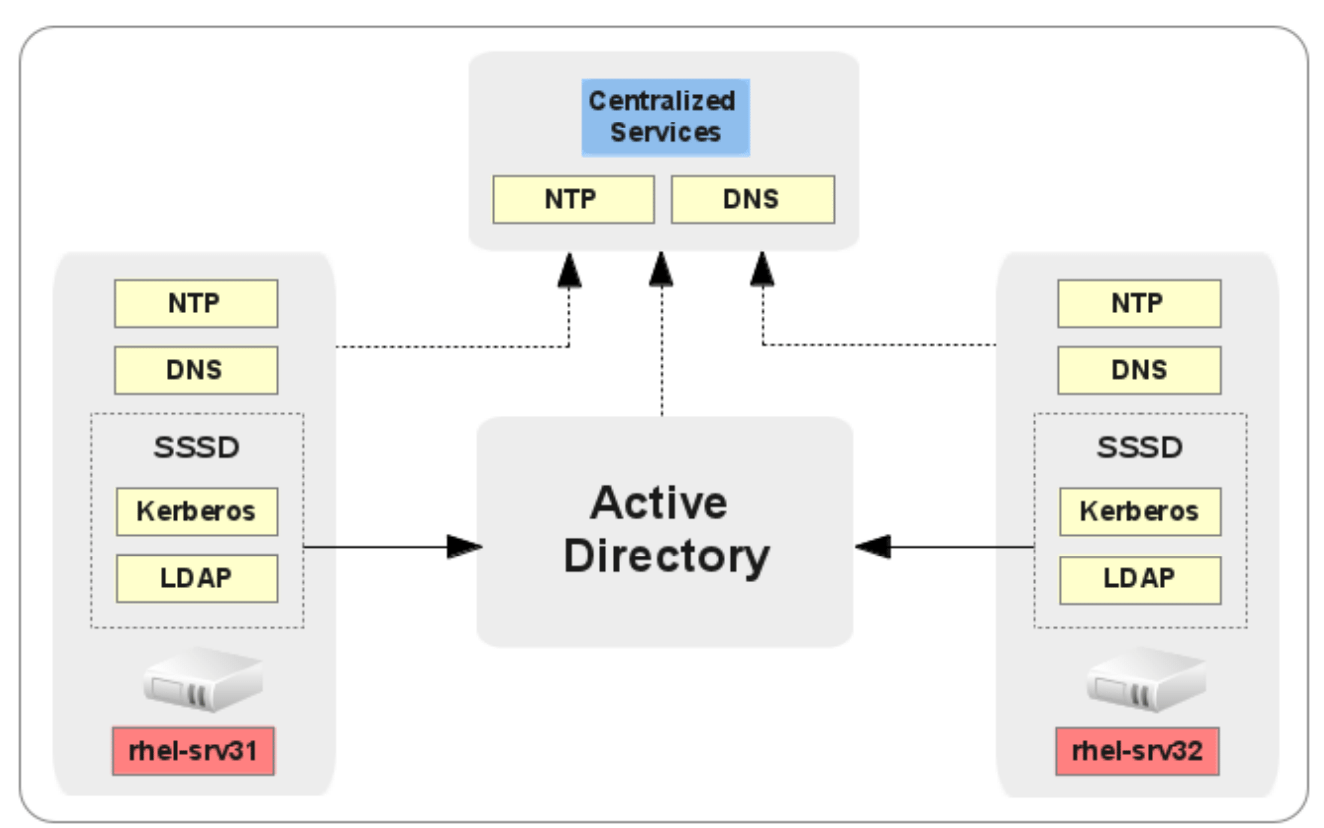 Centralized
Services
NTP
DNS
NTP
DNS
SSSD
Kerberos
LDAP
rhel-srv31
Active
Directory
NTP
DNS
SSSD
Kerberos
LDAP
rhel-srv32